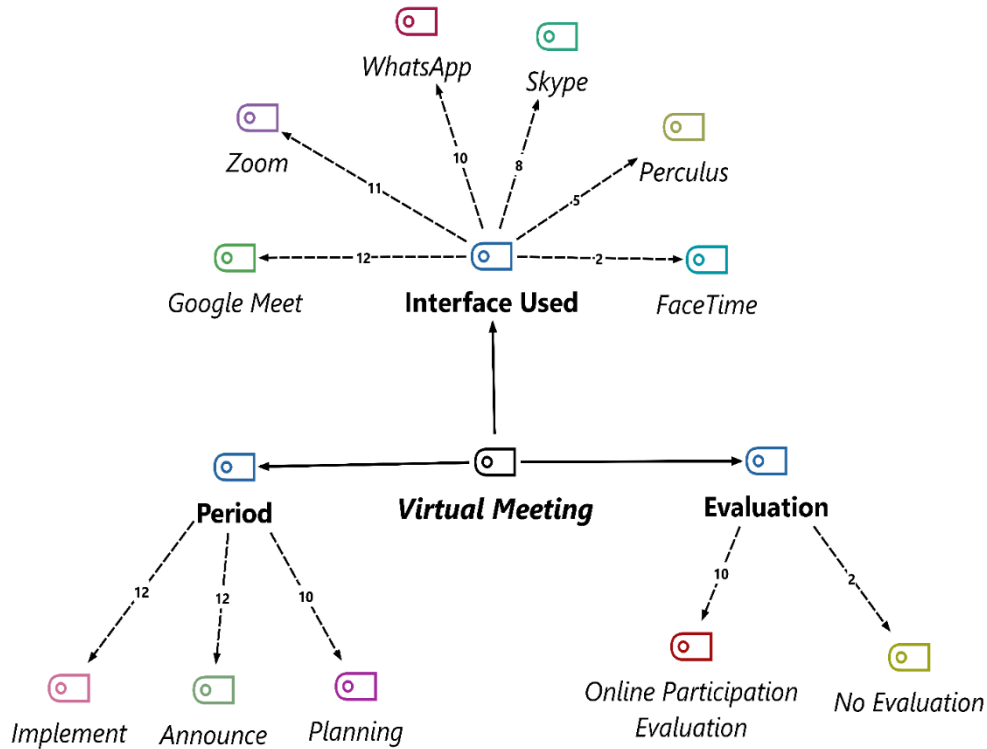 WhatsApp
Skype
Zoom
Perculus
10
8
11
5
12
2
Google Meet
Interface Used
FaceTime
Period
Virtual Meeting
Evaluation
12
12
10
10
2
Implement
Announce
Planning
Online Participation
Evaluation
No Evaluation